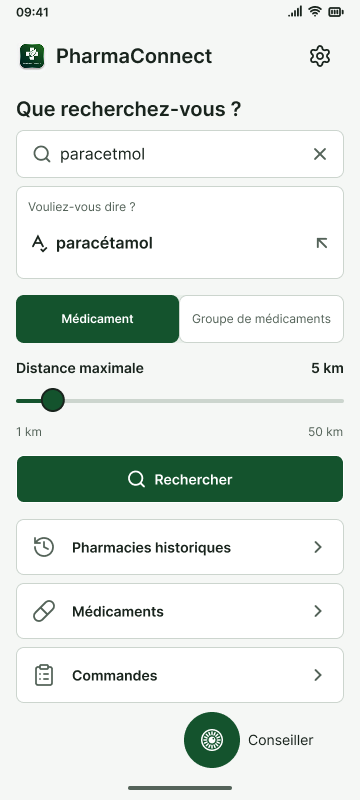 09:41
PharmaConnect
Que recherchez-vous ?
paracetmol
Vouliez-vous dire ?
paracétamol
Médicament
Groupe de médicaments
Distance maximale
5 km
1 km
50 km
Rechercher
Pharmacies historiques
Médicaments
Commandes
Conseiller